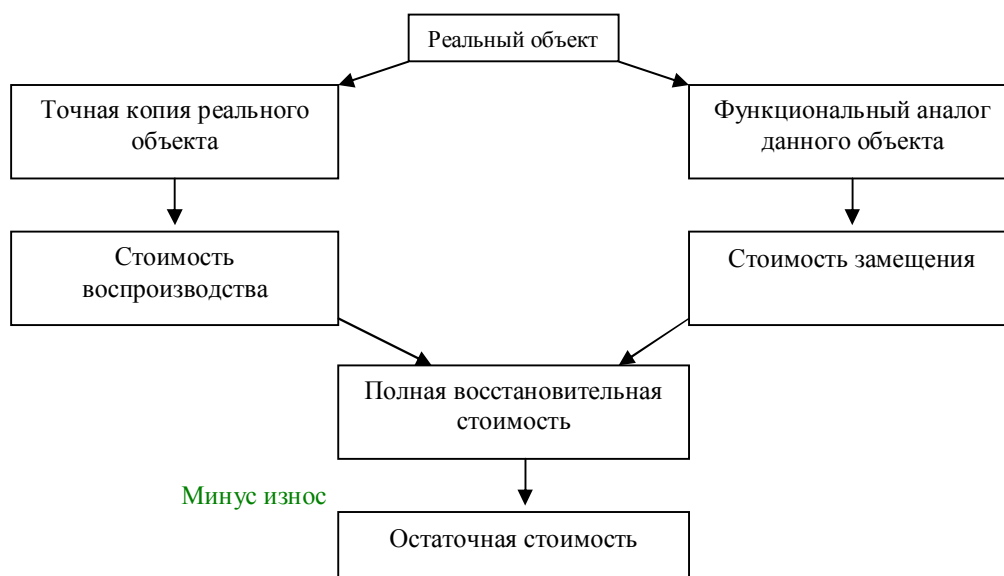 Реальный объект
Точная копия реального
объекта
Функциональный аналог
данного объекта
Стоимость
воспроизводства
Стоимость замещения
Полная восстановительная
стоимость
Минус износ
Остаточная стоимость